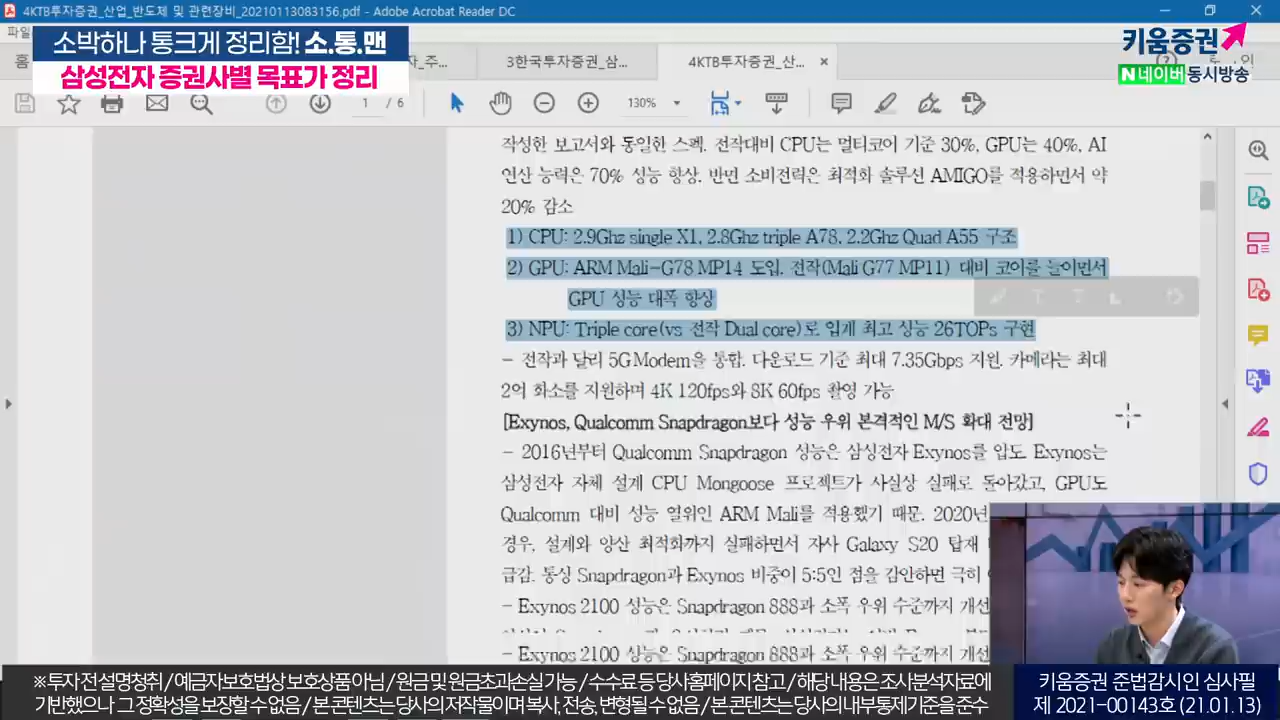 4KTB투자증권_산업_반도체 및 관련장비_20210113083156.pdf - Adobe Acrobat Reader DC
소박하나 통크게 정리함! 소.통.맨
삼성전자 증권사별 목표가 정리
키움증권
N 네이버 동시방송
3한국투자증권_삼...
4KTB투자증권_산...
1 / 6
130%
작성한 보고서와 동일한 스펙. 전작대비 CPU는 멀티코어 기준 30%, GPU는 40%, AI
연산 능력은 70% 성능 향상. 반면 소비전력은 최적화 솔루션 AMIGO를 적용하면서 약
20% 감소
1) CPU: 2.9Ghz single X1, 2.8Ghz triple A78, 2.2Ghz Quad A55 구조
2) GPU: ARM Mali-G78 MP14 도입. 전작(Mali G77 MP11) 대비 코어를 늘이면서
GPU 성능 대폭 향상
3) NPU: Triple core(vs 전작 Dual core)로 업계 최고 성능 26TOPs 구현
- 전작과 달리 5G Modem을 통합. 다운로드 기준 최대 7.35Gbps 지원. 카메라는 최대
2억 화소를 지원하며 4K 120fps와 8K 60fps 촬영 가능
[Exynos, Qualcomm Snapdragon보다 성능 우위 본격적인 M/S 확대 전망]
- 2016년부터 Qualcomm Snapdragon 성능은 삼성전자 Exynos를 압도. Exynos는
삼성전자 자체 설계 CPU Mongoose 프로젝트가 사실상 실패로 돌아갔고, GPU도
Qualcomm 대비 성능 열위인 ARM Mali를 적용했기 때문. 2020년
경우, 설계와 양산 최적화까지 실패하면서 자사 Galaxy S20 탑재
급감. 통상 Snapdragon과 Exynos 비중이 5:5인 점을 감안하면 극히
- Exynos 2100 성능은 Snapdragon 888과 소폭 우위 수준까지 개선
- Exynos 2100 성능은 Snapdragon 888과 소폭 우위 수준까지 개선
※ 투자 전 설명청취 / 예금자보호법상 보호상품 아님 / 원금 및 원금초과손실 가능 / 수수료 등 당사홈페이지 참고 / 해당 내용은 조사분석자료에
기반했으나 그 정확성을 보장할 수 없음 / 본 콘텐츠는 당사의 저작물이며 복사, 전송, 변형될 수 없음 / 본 콘텐츠는 당사의 내부통제기준을 준수
키움증권 준법감시인 심사필
제 2021-00143호 (21.01.13)